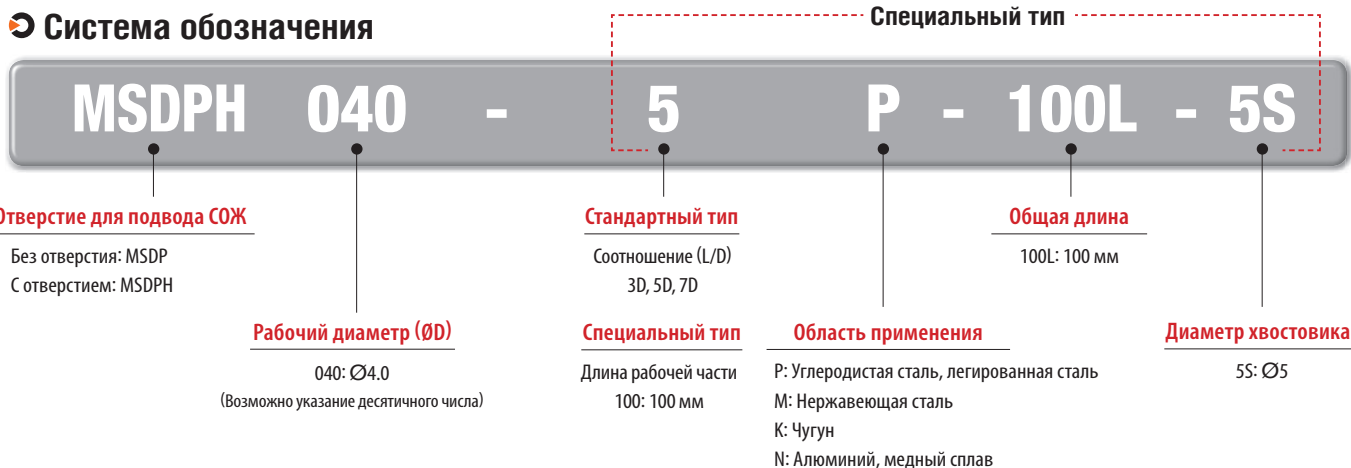 Система обозначения
Специальный тип
MSDPH 040 - 5 P - 100L - 5S
Отверстие для подвода СОЖ
Без отверстия: MSDP
С отверстием: MSDPH
Стандартный тип
Соотношение (L/D)
3D, 5D, 7D
Общая длина
100L: 100 мм
Рабочий диаметр (ØD)
040: Ø4.0
(Возможно указание десятичного числа)
Специальный тип
Длина рабочей части
100: 100 мм
Область применения
P: Углеродистая сталь, легированная сталь
M: Нержавеющая сталь
K: Чугун
N: Алюминий, медный сплав
Диаметр хвостовика
5S: Ø5